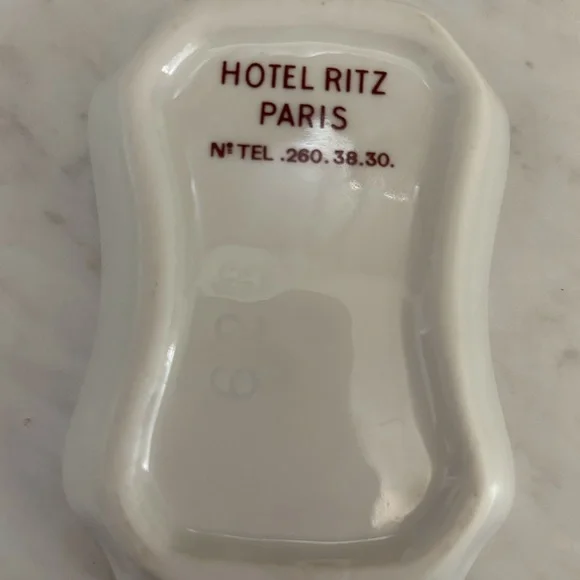 HOTEL RITZ
PARIS
Nº TEL .260.38.30.